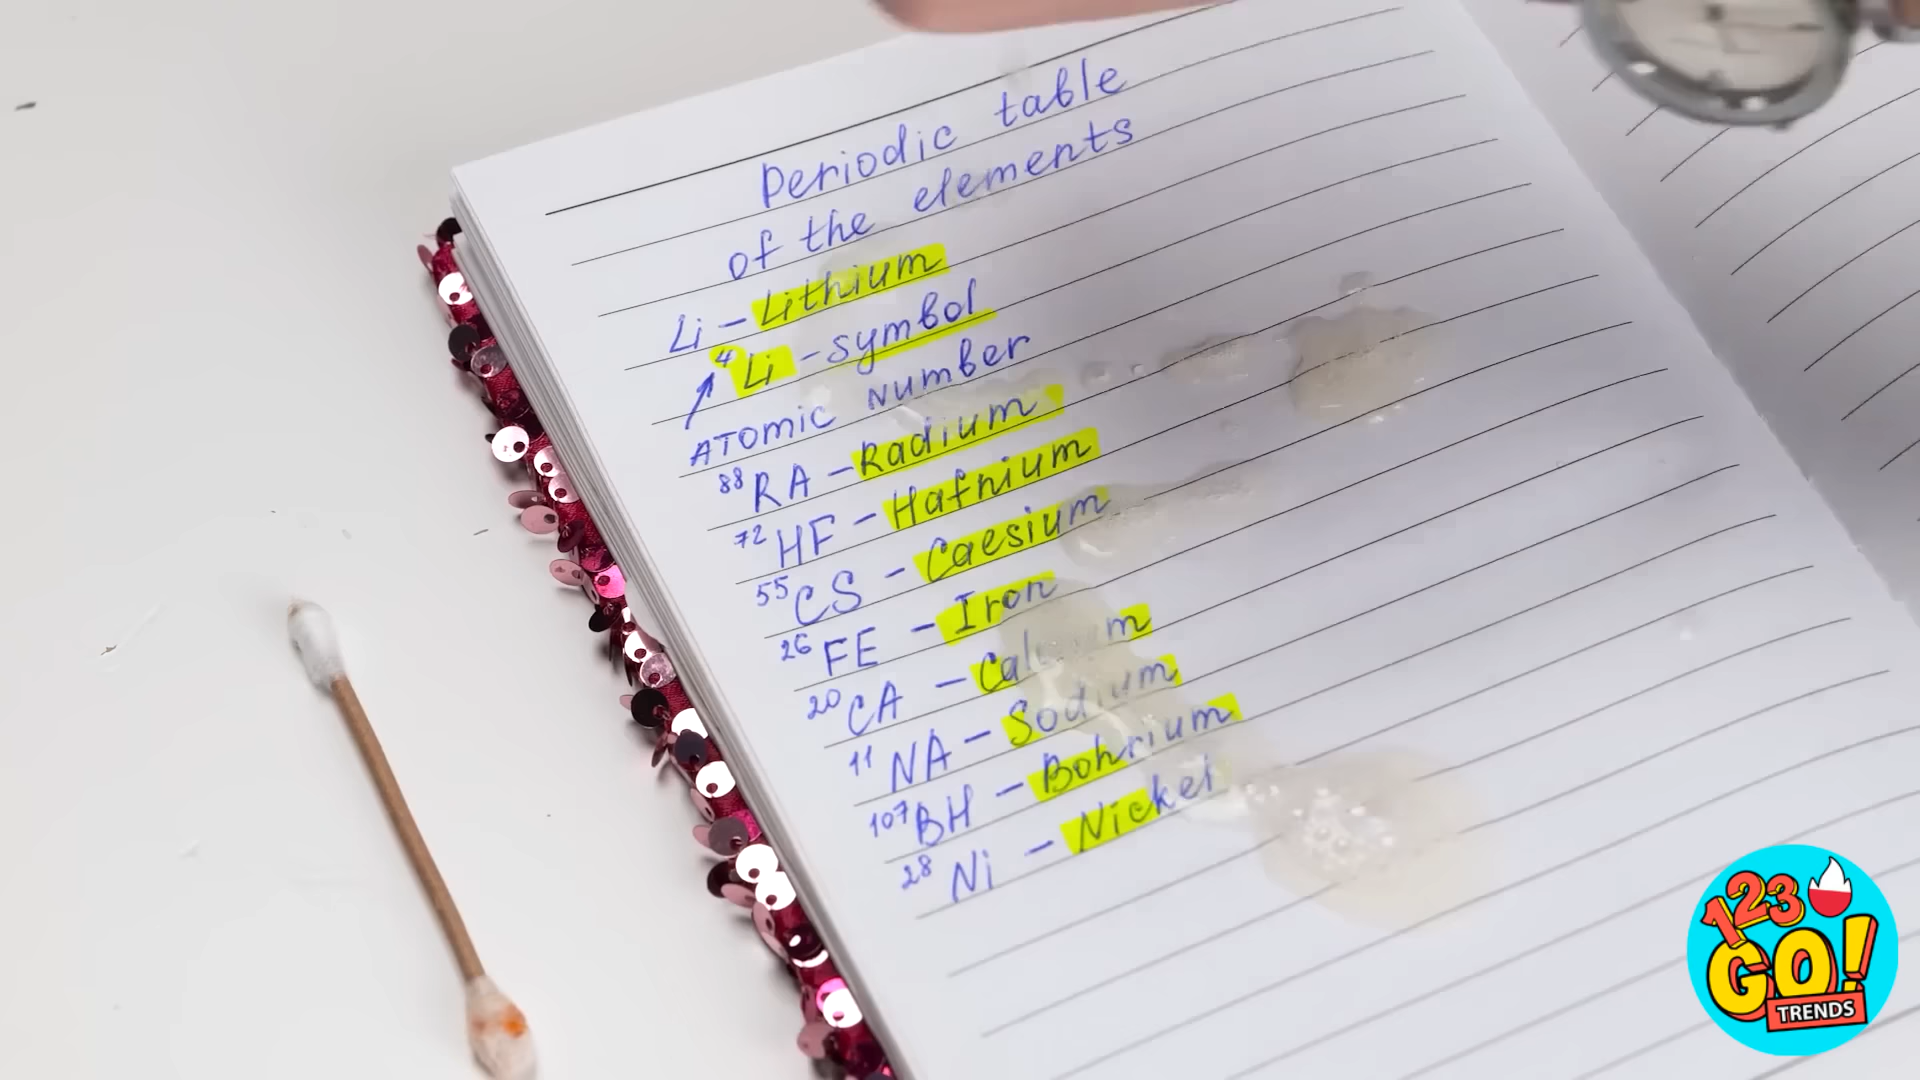 Periodic table
of the elements
Li - Lithium
4 Li - symbol
ATOMIC NUMBER
88 RA - Radium
72 HF - Hafnium
55 CS - Caesium
26 FE - Iron
20 CA -
11 NA - Sodium
107 BH - Bohrium
28 Ni - Nickel
123
GO!
TRENDS